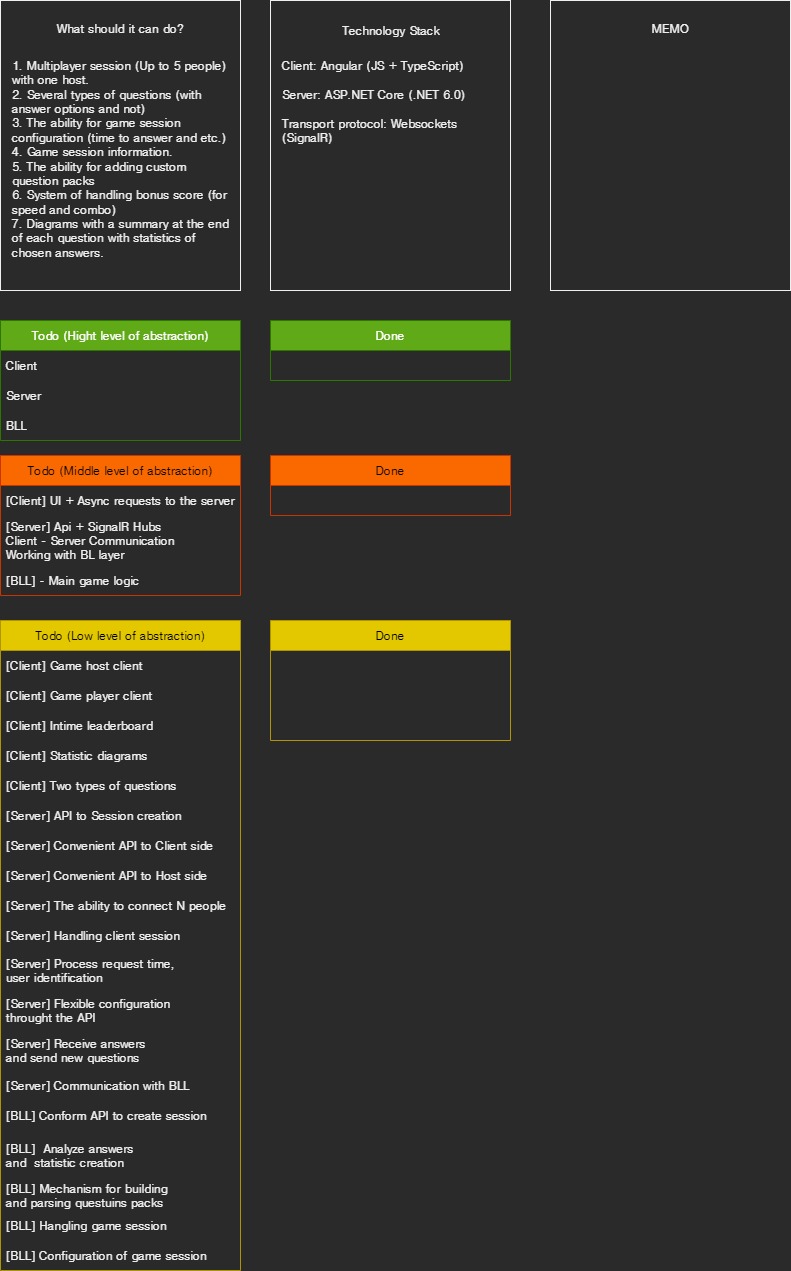 What should it can do?
1. Multiplayer session (Up to 5 people)
with one host.
2. Several types of questions (with
answer options and not)
3. The ability for game session
configuration (time to answer and etc.)
4. Game session information.
5. The ability for adding custom
question packs
6. System of handling bonus score (for
speed and combo)
7. Diagrams with a summary at the end
of each question with statistics of
chosen answers.
Technology Stack
Client: Angular (JS + TypeScript)
Server: ASP.NET Core (.NET 6.0)
Transport protocol: Websockets
(SignalR)
MEMO
Todo (Hight level of abstraction)
Client
Server
BLL
Done
Todo (Middle level of abstraction)
[Client] UI + Async requests to the server
[Server] Api + SignalR Hubs
Client - Server Communication
Working with BL layer
[BLL] - Main game logic
Done
Todo (Low level of abstraction)
[Client] Game host client
[Client] Game player client
[Client] Intime leaderboard
[Client] Statistic diagrams
[Client] Two types of questions
[Server] API to Session creation
[Server] Convenient API to Client side
[Server] Convenient API to Host side
[Server] The ability to connect N people
[Server] Handling client session
[Server] Process request time,
user identification
[Server] Flexible configuration
throught the API
[Server] Receive answers
and send new questions
[Server] Communication with BLL
[BLL] Conform API to create session
[BLL]  Analyze answers
and  statistic creation
[BLL] Mechanism for building
and parsing questuins packs
[BLL] Hangling game session
[BLL] Configuration of game session
Done